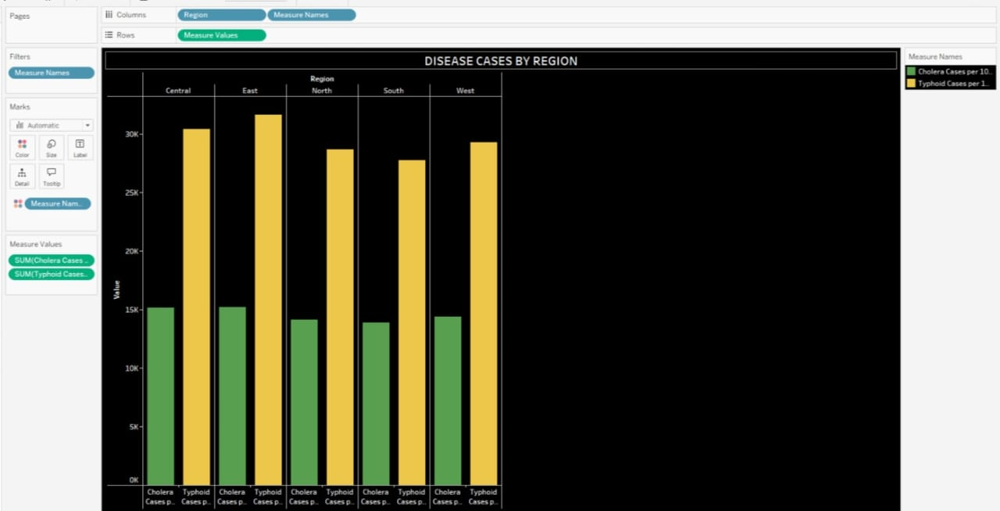 Pages
Columns
Region
Measure Names
Rows
Measure Values
Filters
Measure Names
Marks
Automatic
Color
Size
Label
Detail
Tooltip
Measure Nam..
Measure Values
SUM(Cholera Cases ..
SUM(Typhoid Cases..
DISEASE CASES BY REGION
Region
Central
East
North
South
West
Value
30K
25K
20K
15K
10K
5K
0K
Cholera
Cases p..
Typhoid
Cases p..
Cholera
Cases p..
Typhoid
Cases p..
Cholera
Cases p..
Typhoid
Cases p..
Cholera
Cases p..
Typhoid
Cases p..
Cholera
Cases p..
Typhoid
Cases p..
Measure Names
Cholera Cases per 10..
Typhoid Cases per 1..